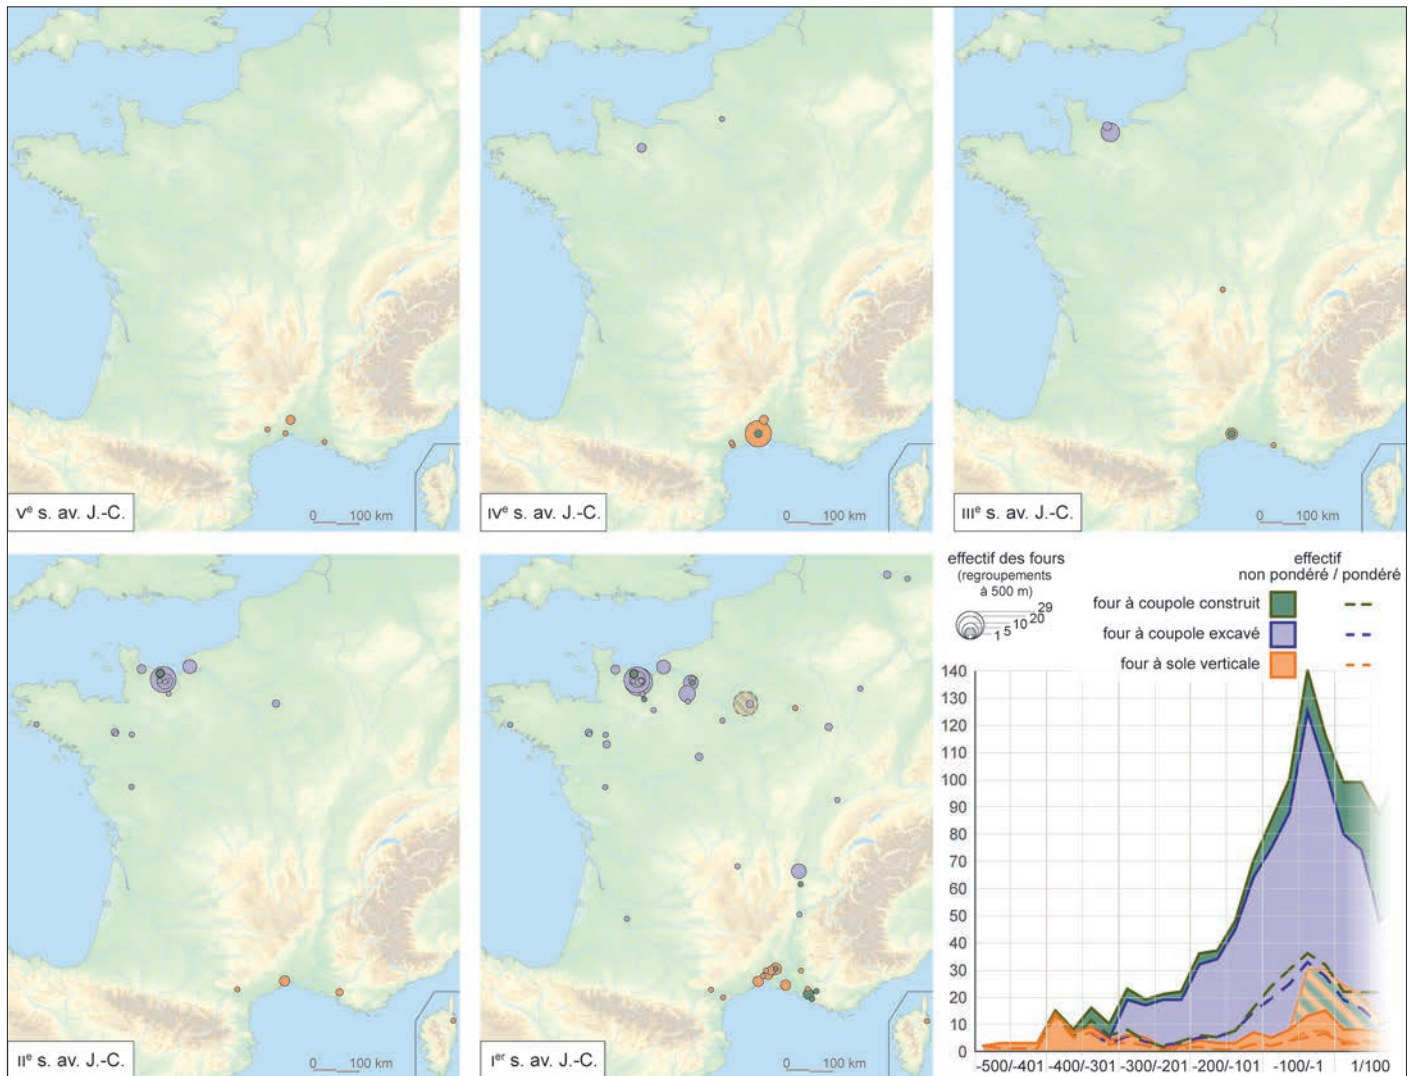 Vᵉ s. av. J.-C.
0 100 km
IVᵉ s. av. J.-C.
0 100 km
IIIᵉ s. av. J.-C.
0 100 km
IIᵉ s. av. J.-C.
0 100 km
Iᵉʳ s. av. J.-C.
0 100 km
effectif des fours
(regroupements
à 500 m)
1 5 10 20 29
effectif
non pondéré / pondéré
four à coupole construit
four à coupole excavé
four à sole verticale
140
130
120
110
100
90
80
70
60
50
40
30
20
10
0
-500/-401 -400/-301 -300/-201 -200/-101 -100/-1 1/100